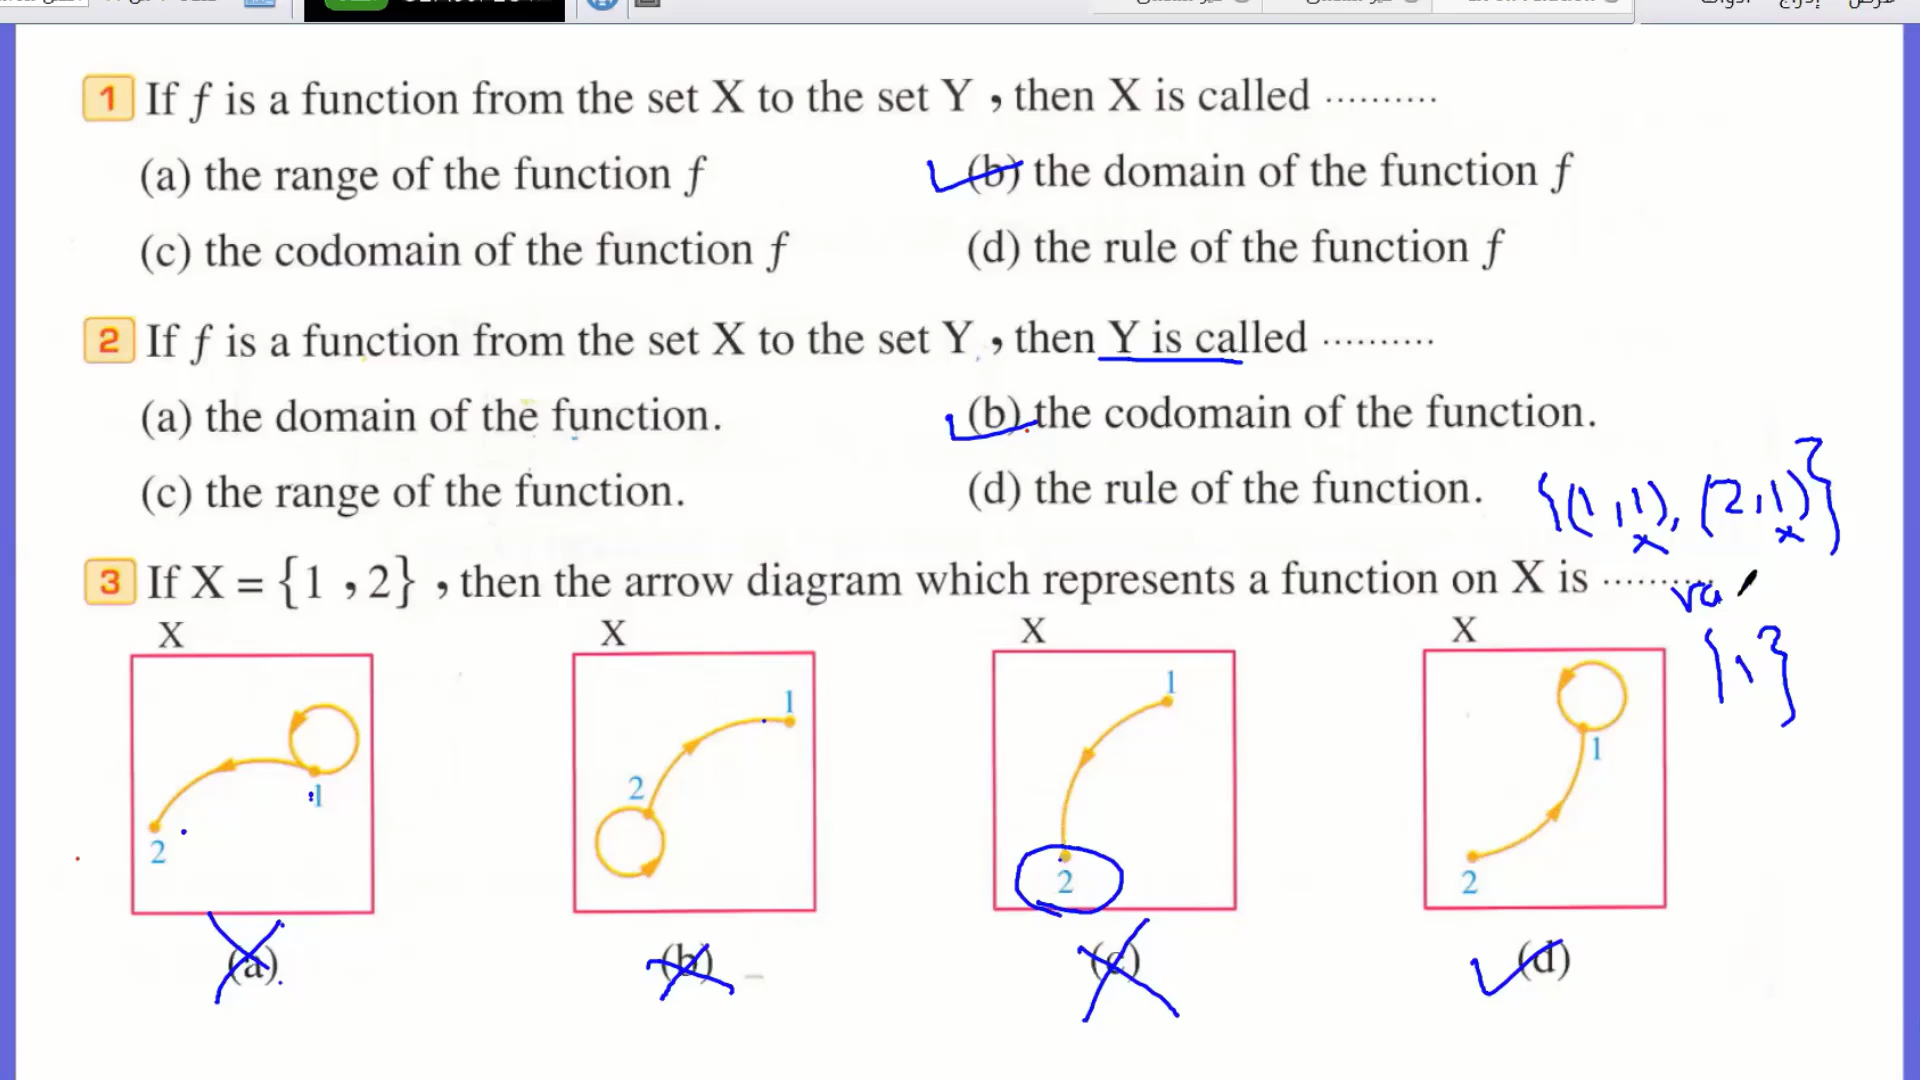 1 If f is a function from the set X to the set Y , then X is called ..........
(a) the range of the function f (b) the domain of the function f
(c) the codomain of the function f (d) the rule of the function f
2 If f is a function from the set X to the set Y , then Y is called ..........
(a) the domain of the function. (b) the codomain of the function.
(c) the range of the function. (d) the rule of the function.
{(1,1),(2,1)}
x x
3 If X = {1 , 2} , then the arrow diagram which represents a function on X is ..........
ra
{1}
X X X X
1 2
2 1
1 2
1 2
(a) (b) (c) (d)